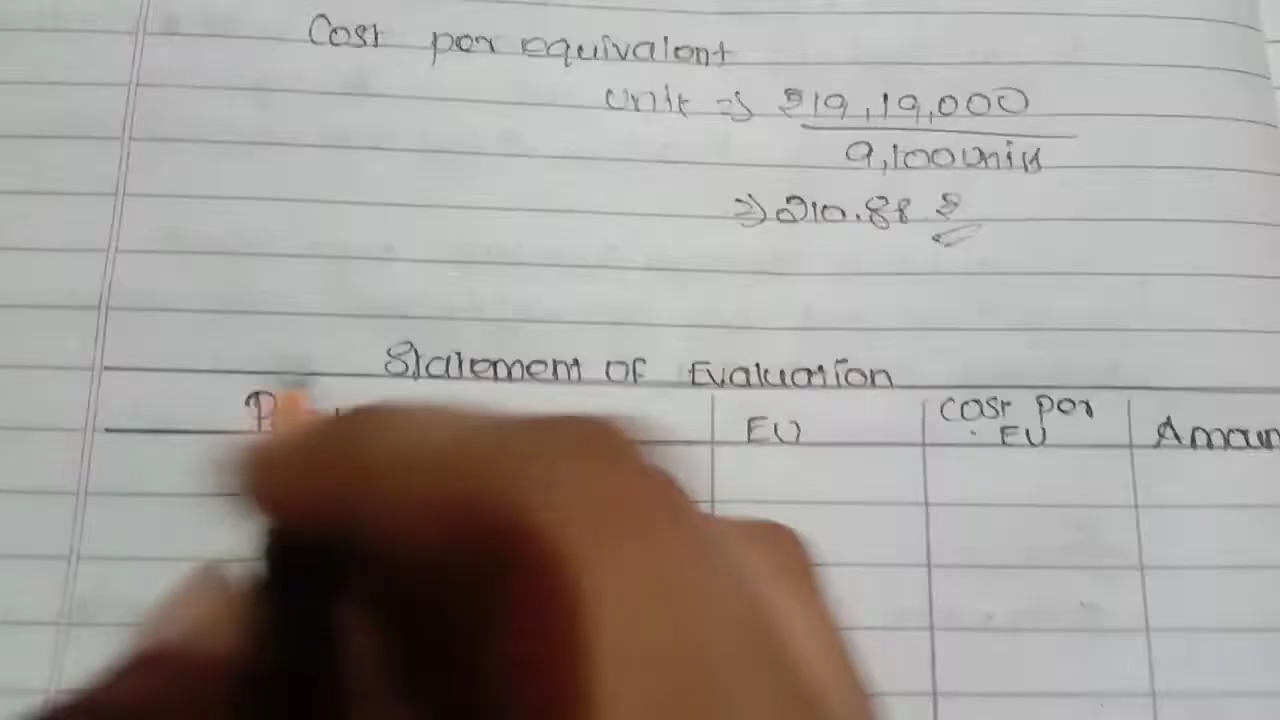 Cost per equivalent
unit => ₹19,19,000
9,100 units
=> 210.88 ₹
Statement of Evaluation
EU
Cost per
EU